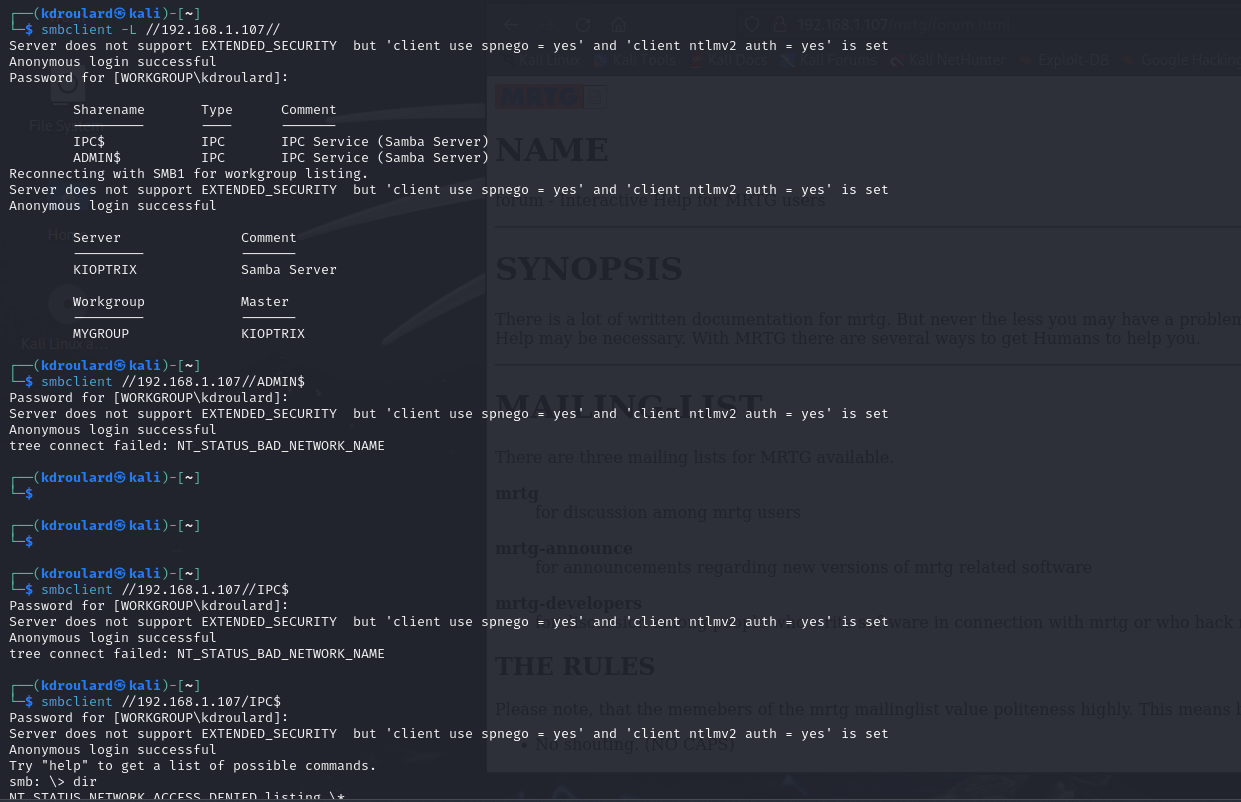 ┌──(kdroulard㉿kali)-[~]
└─$ smbclient -L //192.168.1.107//
Server does not support EXTENDED_SECURITY  but 'client use spnego = yes' and 'client ntlmv2 auth = yes' is set
Anonymous login successful
Password for [WORKGROUP\kdroulard]:
Sharename       Type      Comment
---------       ----      -------
IPC$            IPC       IPC Service (Samba Server)
ADMIN$          IPC       IPC Service (Samba Server)
Reconnecting with SMB1 for workgroup listing.
Server does not support EXTENDED_SECURITY  but 'client use spnego = yes' and 'client ntlmv2 auth = yes' is set
Anonymous login successful
Server               Comment
---------            -------
KIOPTRIX             Samba Server
Workgroup            Master
---------            -------
MYGROUP              KIOPTRIX
┌──(kdroulard㉿kali)-[~]
└─$ smbclient //192.168.1.107//ADMIN$
Password for [WORKGROUP\kdroulard]:
Server does not support EXTENDED_SECURITY  but 'client use spnego = yes' and 'client ntlmv2 auth = yes' is set
Anonymous login successful
tree connect failed: NT_STATUS_BAD_NETWORK_NAME
┌──(kdroulard㉿kali)-[~]
└─$
┌──(kdroulard㉿kali)-[~]
└─$
┌──(kdroulard㉿kali)-[~]
└─$ smbclient //192.168.1.107//IPC$
Password for [WORKGROUP\kdroulard]:
Server does not support EXTENDED_SECURITY  but 'client use spnego = yes' and 'client ntlmv2 auth = yes' is set
Anonymous login successful
tree connect failed: NT_STATUS_BAD_NETWORK_NAME
┌──(kdroulard㉿kali)-[~]
└─$ smbclient //192.168.1.107/IPC$
Password for [WORKGROUP\kdroulard]:
Server does not support EXTENDED_SECURITY  but 'client use spnego = yes' and 'client ntlmv2 auth = yes' is set
Anonymous login successful
Try "help" to get a list of possible commands.
smb: \> dir
NT_STATUS_NETWORK_ACCESS_DENIED listing \*
File System
Kali Linux
192.168.1.107/mrtg/forum.html
Kali Linux
Kali Tools
Kali Docs
Kali Forums
Kali NetHunter
Exploit-DB
Google Hacking
MRTG
NAME
forum - Interactive Help for MRTG users
SYNOPSIS
There is a lot of written documentation for mrtg. But never the less you may have a problem
Help may be necessary. With MRTG there are several ways to get Humans to help you.
MAILING-LIST
There are three mailing lists for MRTG available.
mrtg
for discussion among mrtg users
mrtg-announce
for announcements regarding new versions of mrtg related software
mrtg-developers
in connection with mrtg or who hack
THE RULES
Please note, that the memebers of the mrtg mailinglist value politeness highly. This means
• No shouting. (NO CAPS)